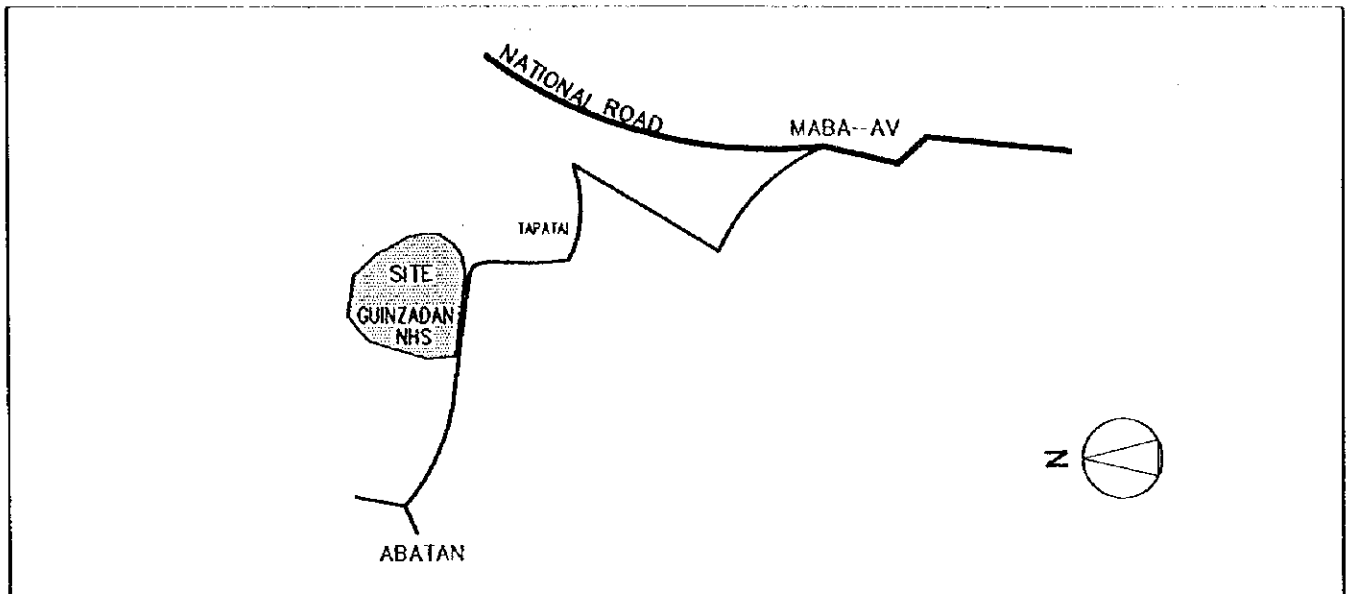 NATIONAL ROAD
MABA--AV
TAPATAI
SITE
GUINZADAN
NHS
N
ABATAN